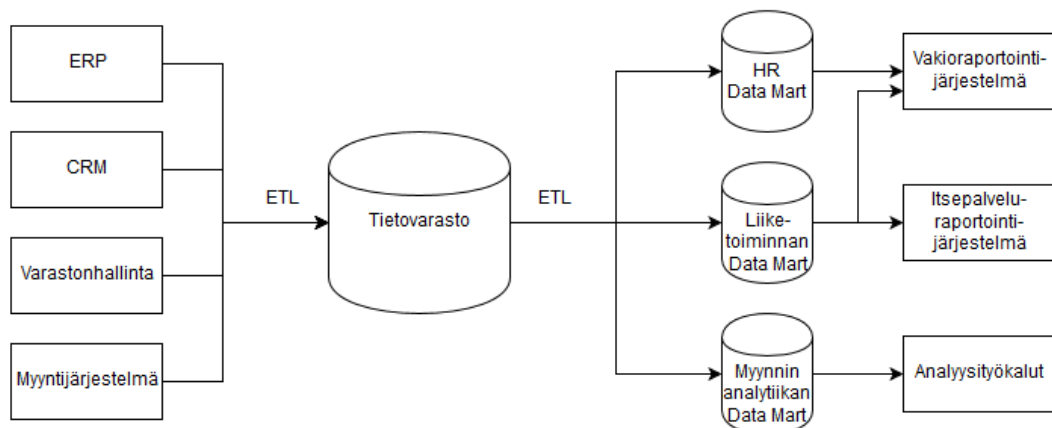 ERP
CRM
Varastonhallinta
Myyntijärjestelmä
ETL
Tietovarasto
ETL
HR
Data Mart
Liike-
toiminnan
Data Mart
Myynnin
analytiikan
Data Mart
Vakioraportointi-
järjestelmä
Itsepalvelu-
raportointi-
järjestelmä
Analyysityökalut